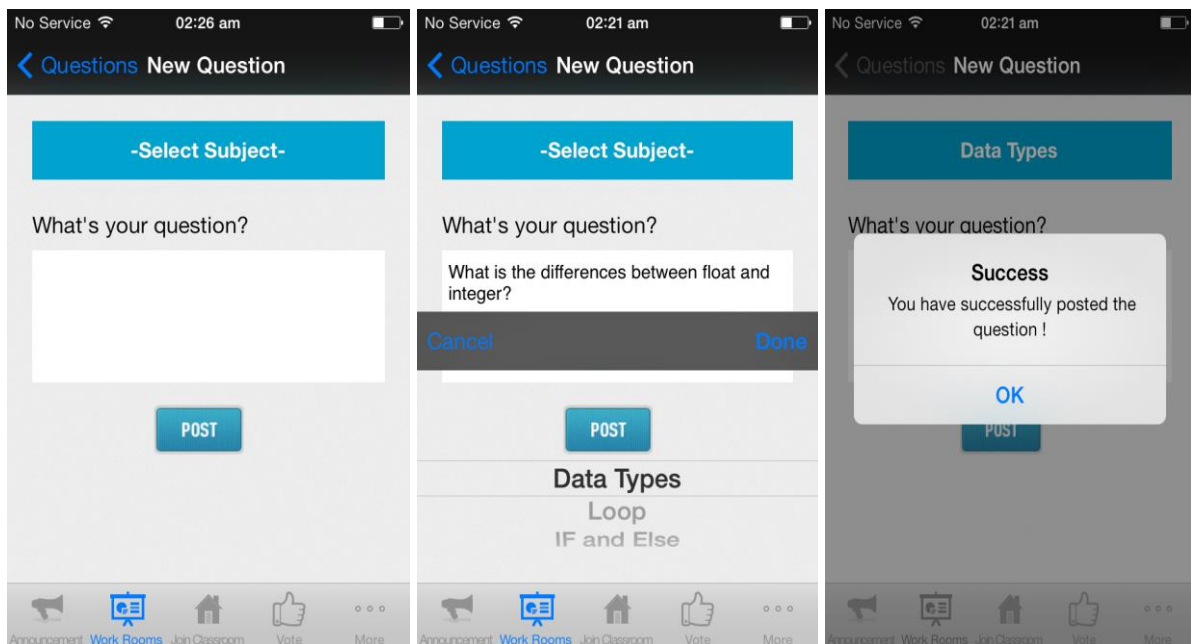 No Service 02:26 am
Questions New Question
-Select Subject-
What's your question?
POST
Announcement Work Rooms Join Classroom Vote More
No Service 02:21 am
Questions New Question
-Select Subject-
What's your question?
What is the differences between float and
integer?
Cancel Done
POST
Data Types
Loop
IF and Else
Announcement Work Rooms Join Classroom Vote More
No Service 02:21 am
Questions New Question
Data Types
What's your question?
Success
You have successfully posted the
question !
OK
POST
Announcement Work Rooms Join Classroom Vote More